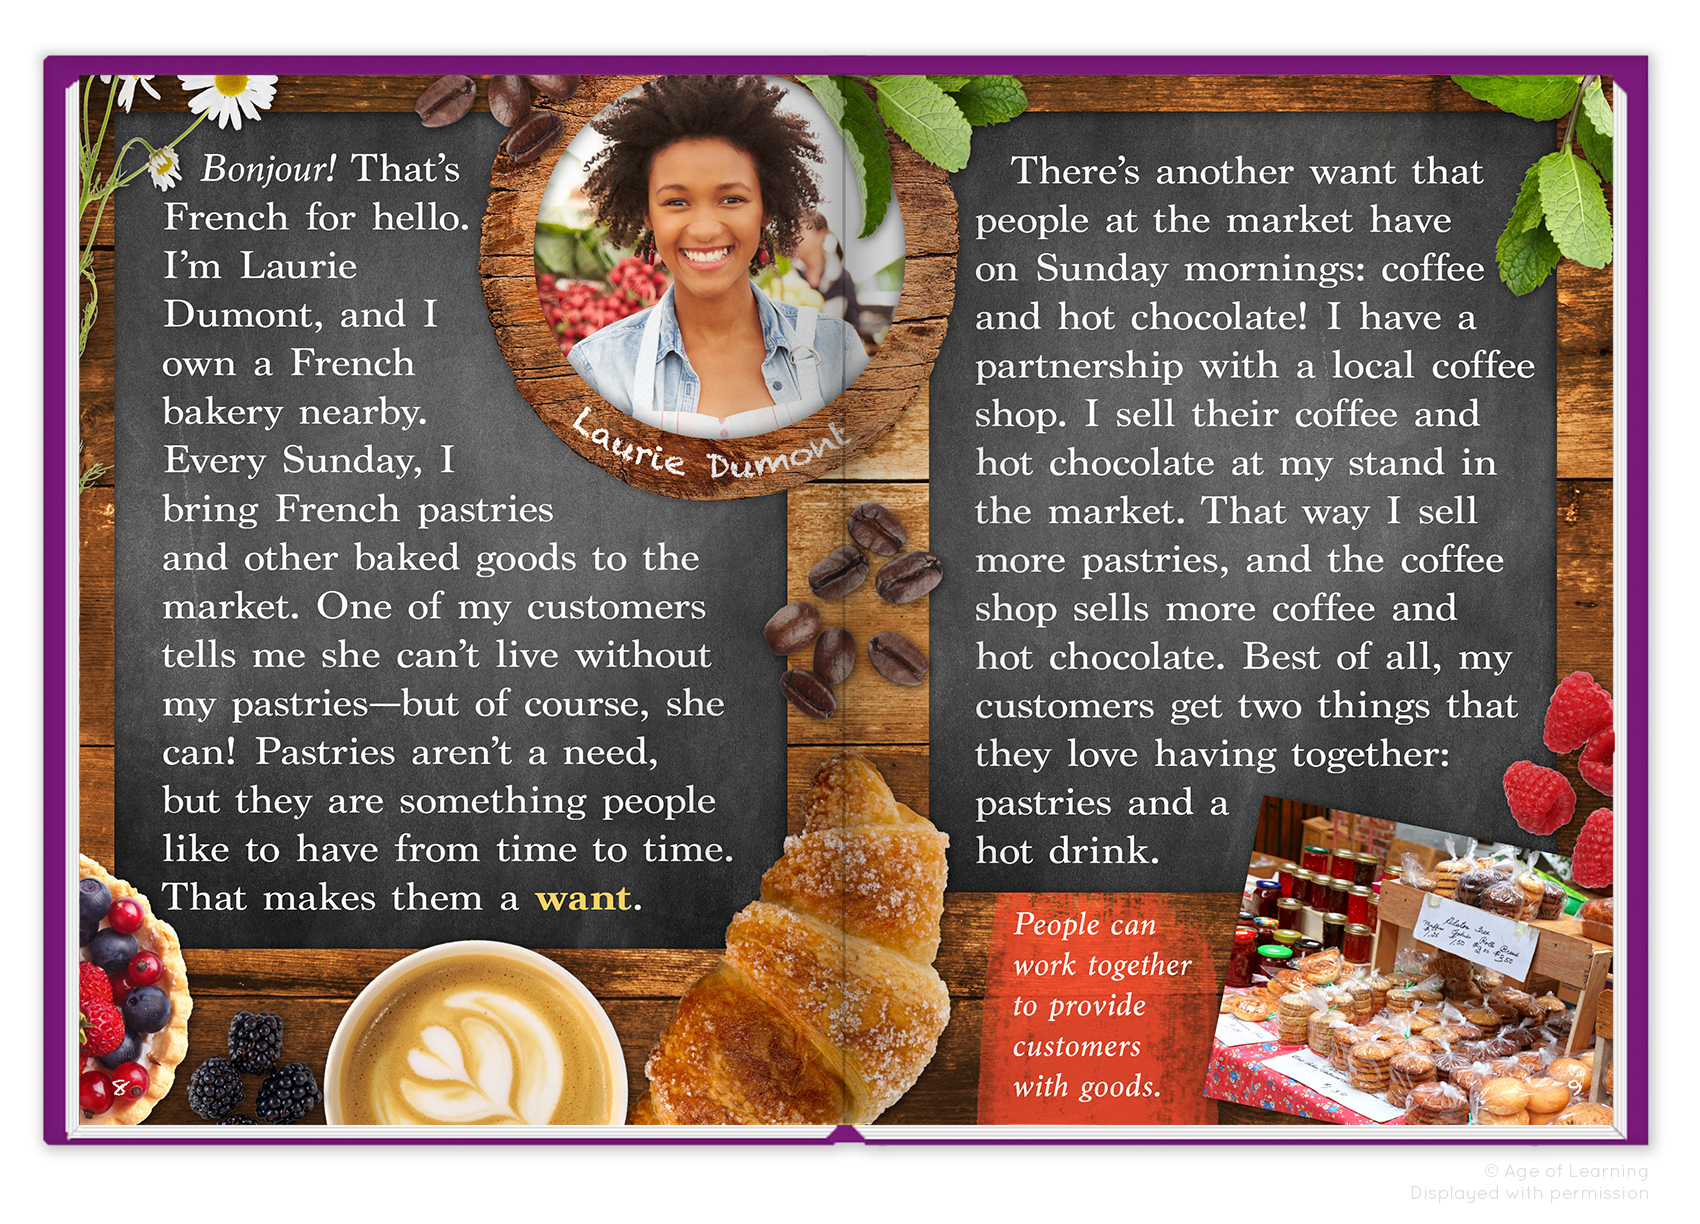 Bonjour! That’s
French for hello.
I’m Laurie
Dumont, and I
own a French
bakery nearby.
Every Sunday, I
bring French pastries
and other baked goods to the
market. One of my customers
tells me she can’t live without
my pastries—but of course, she
can! Pastries aren’t a need,
but they are something people
like to have from time to time.
That makes them a want.
8
Laurie Dumont
There’s another want that
people at the market have
on Sunday mornings: coffee
and hot chocolate! I have a
partnership with a local coffee
shop. I sell their coffee and
hot chocolate at my stand in
the market. That way I sell
more pastries, and the coffee
shop sells more coffee and
hot chocolate. Best of all, my
customers get two things that
they love having together:
pastries and a
hot drink.
People can
work together
to provide
customers
with goods.
Gluten Free
9
© Age of Learning
Displayed with permission